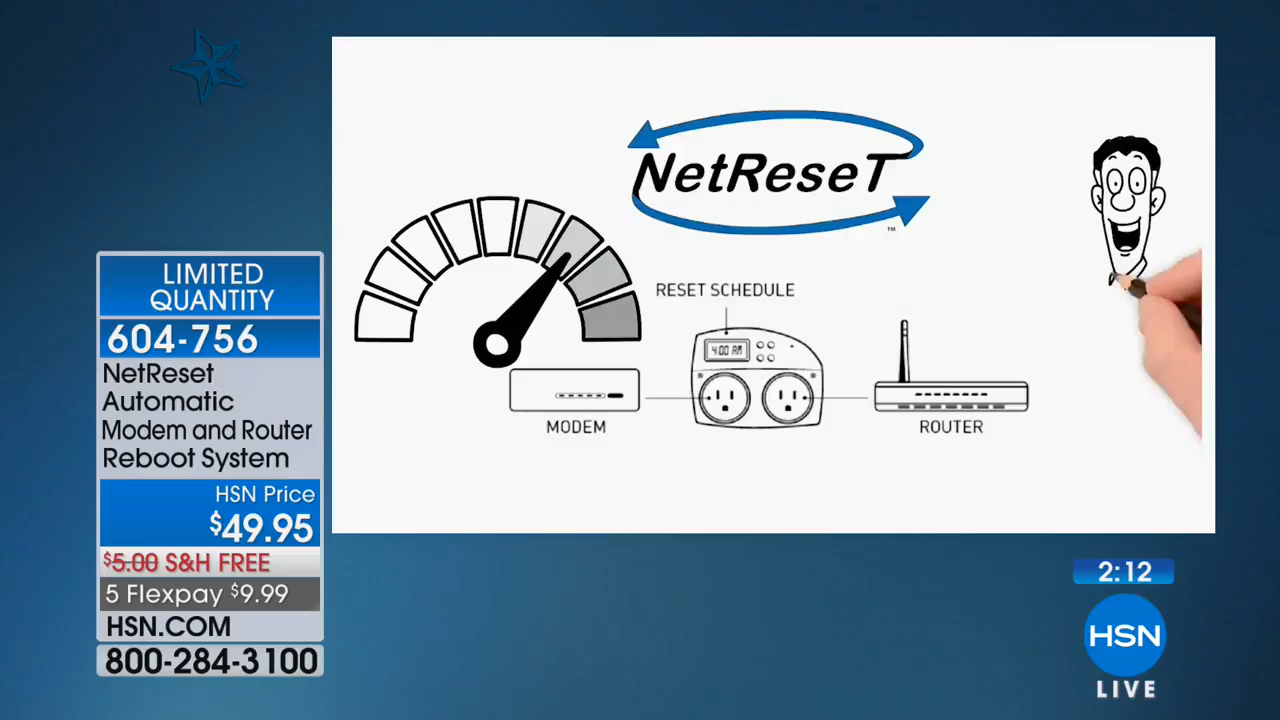 LIMITED
QUANTITY
604-756
NetReset
Automatic
Modem and Router
Reboot System
HSN Price
$49.95
$5.00 S&H FREE
5 Flexpay $9.99
HSN.COM
800-284-3100
NetReseT
™
RESET SCHEDULE
4:00 AM
MODEM
ROUTER
2:12
HSN
LIVE